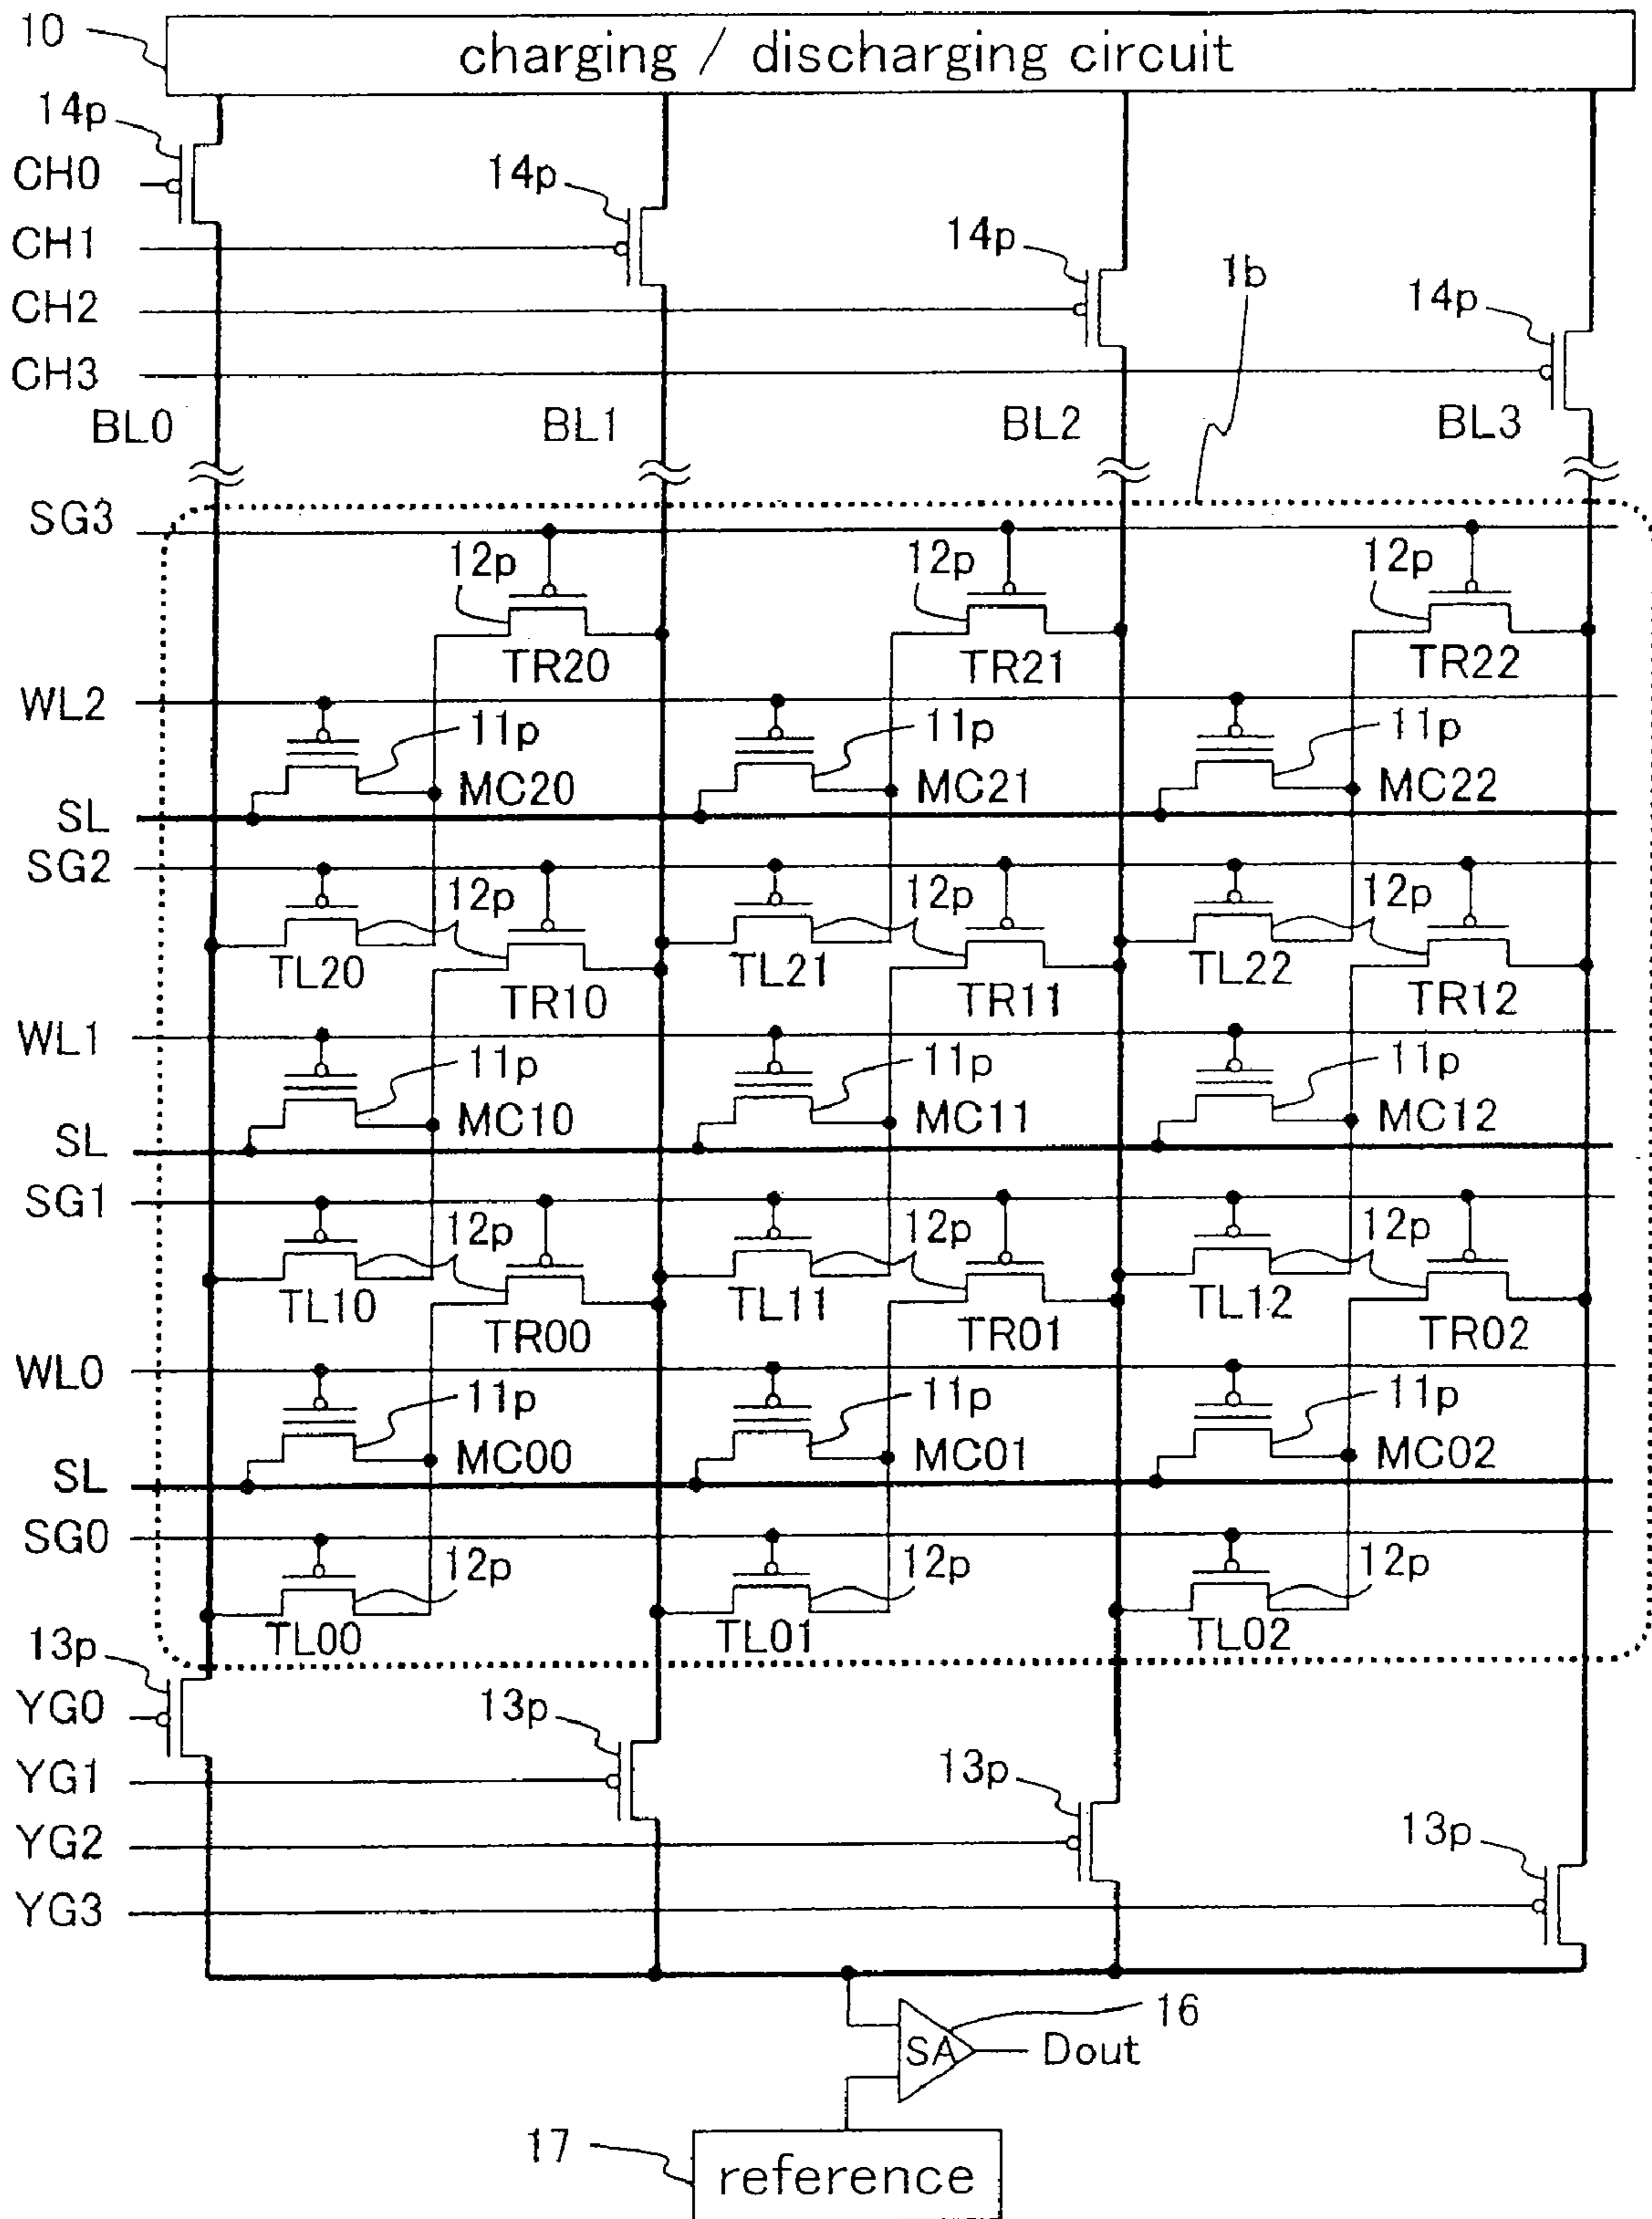 10
charging / discharging circuit
14p
CH0
14p
CH1
14p
1b
CH2
14p
CH3
BL0 BL1 BL2 BL3
SG3
12p 12p 12p
TR20 TR21 TR22
WL2
11p 11p 11p
MC20 MC21 MC22
SL
SG2
12p 12p 12p
TL20 TL21 TL22
TR10 TR11 TR12
WL1
11p 11p 11p
MC10 MC11 MC12
SL
SG1
12p 12p 12p
TL10 TL11 TL12
TR00 TR01 TR02
WL0
11p 11p 11p
MC00 MC01 MC02
SL
SG0
12p 12p 12p
TL00 TL01 TL02
13p
YG0
13p
YG1
13p
YG2
13p
YG3
16
SA Dout
17
reference